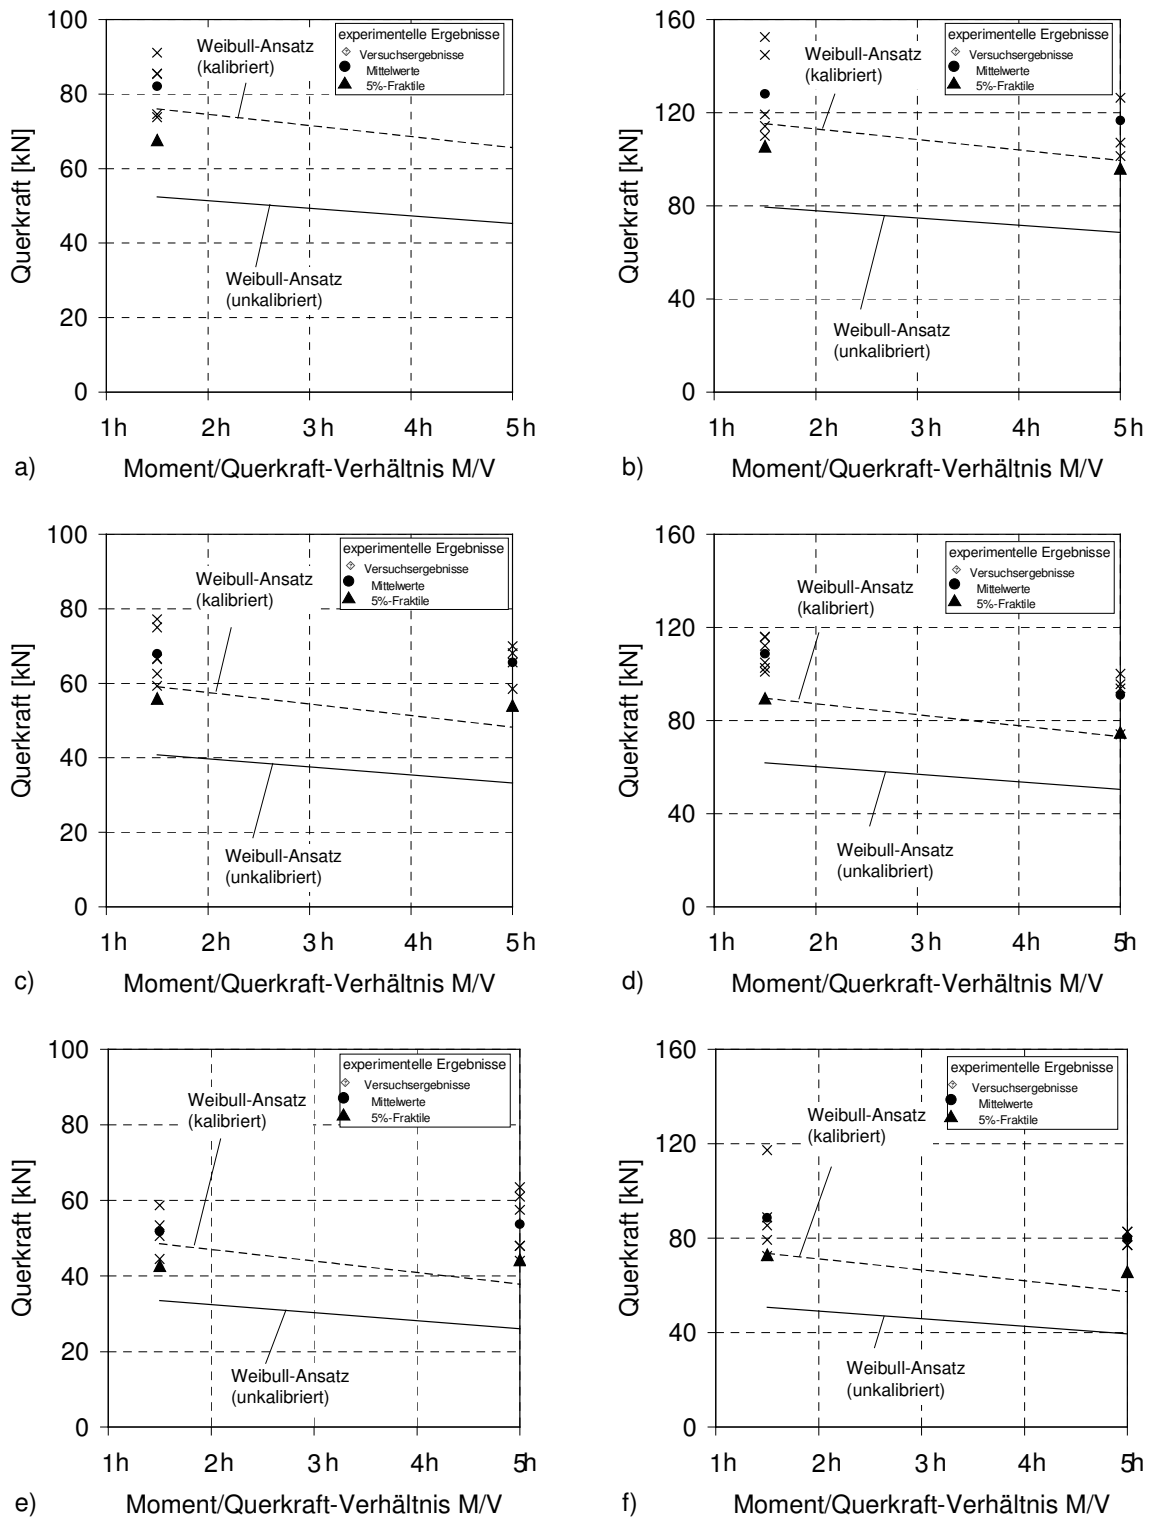 100
80
60
40
20
0
Querkraft [kN]
experimentelle Ergebnisse
Versuchsergebnisse
Mittelwerte
5%-Fraktile
Weibull-Ansatz
(kalibriert)
Weibull-Ansatz
(unkalibriert)
1h 2h 3h 4h 5h
a) Moment/Querkraft-Verhältnis M/V
160
120
80
40
0
Querkraft [kN]
experimentelle Ergebnisse
Versuchsergebnisse
Mittelwerte
5%-Fraktile
Weibull-Ansatz
(kalibriert)
Weibull-Ansatz
(unkalibriert)
1h 2h 3h 4h 5h
b) Moment/Querkraft-Verhältnis M/V
100
80
60
40
20
0
Querkraft [kN]
experimentelle Ergebnisse
Versuchsergebnisse
Mittelwerte
5%-Fraktile
Weibull-Ansatz
(kalibriert)
Weibull-Ansatz
(unkalibriert)
1h 2h 3h 4h 5h
c) Moment/Querkraft-Verhältnis M/V
160
120
80
40
0
Querkraft [kN]
experimentelle Ergebnisse
Versuchsergebnisse
Mittelwerte
5%-Fraktile
Weibull-Ansatz
(kalibriert)
Weibull-Ansatz
(unkalibriert)
1h 2h 3h 4h 5h
d) Moment/Querkraft-Verhältnis M/V
100
80
60
40
20
0
Querkraft [kN]
experimentelle Ergebnisse
Versuchsergebnisse
Mittelwerte
5%-Fraktile
Weibull-Ansatz
(kalibriert)
Weibull-Ansatz
(unkalibriert)
1h 2h 3h 4h 5h
e) Moment/Querkraft-Verhältnis M/V
160
120
80
40
0
Querkraft [kN]
experimentelle Ergebnisse
Versuchsergebnisse
Mittelwerte
5%-Fraktile
Weibull-Ansatz
(kalibriert)
Weibull-Ansatz
(unkalibriert)
1h 2h 3h 4h 5h
f) Moment/Querkraft-Verhältnis M/V